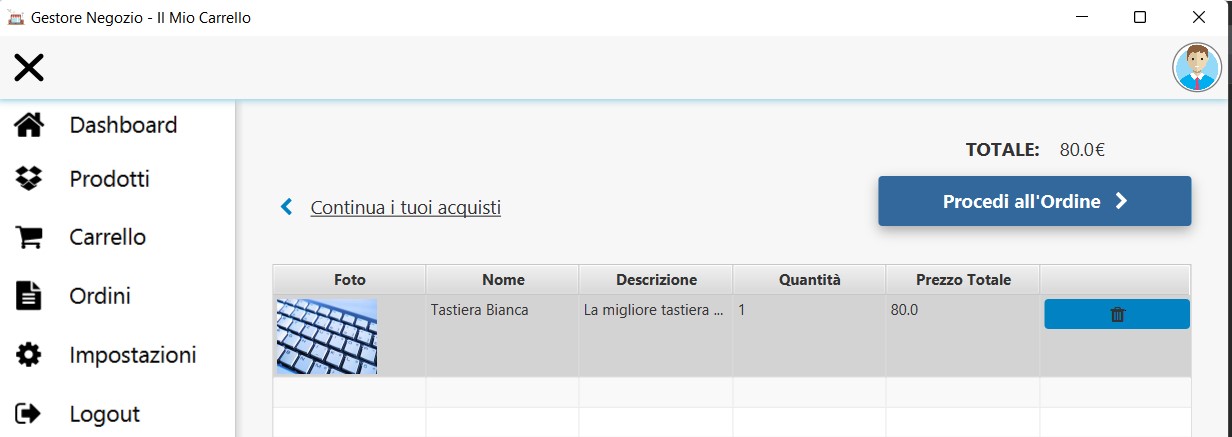 Gestore Negozio - Il Mio Carrello
Dashboard
Prodotti
Carrello
Ordini
Impostazioni
Logout
TOTALE: 80.0€
Procedi all'Ordine
Continua i tuoi acquisti
Foto Nome Descrizione Quantità Prezzo Totale
Tastiera Bianca La migliore tastiera ... 1 80.0